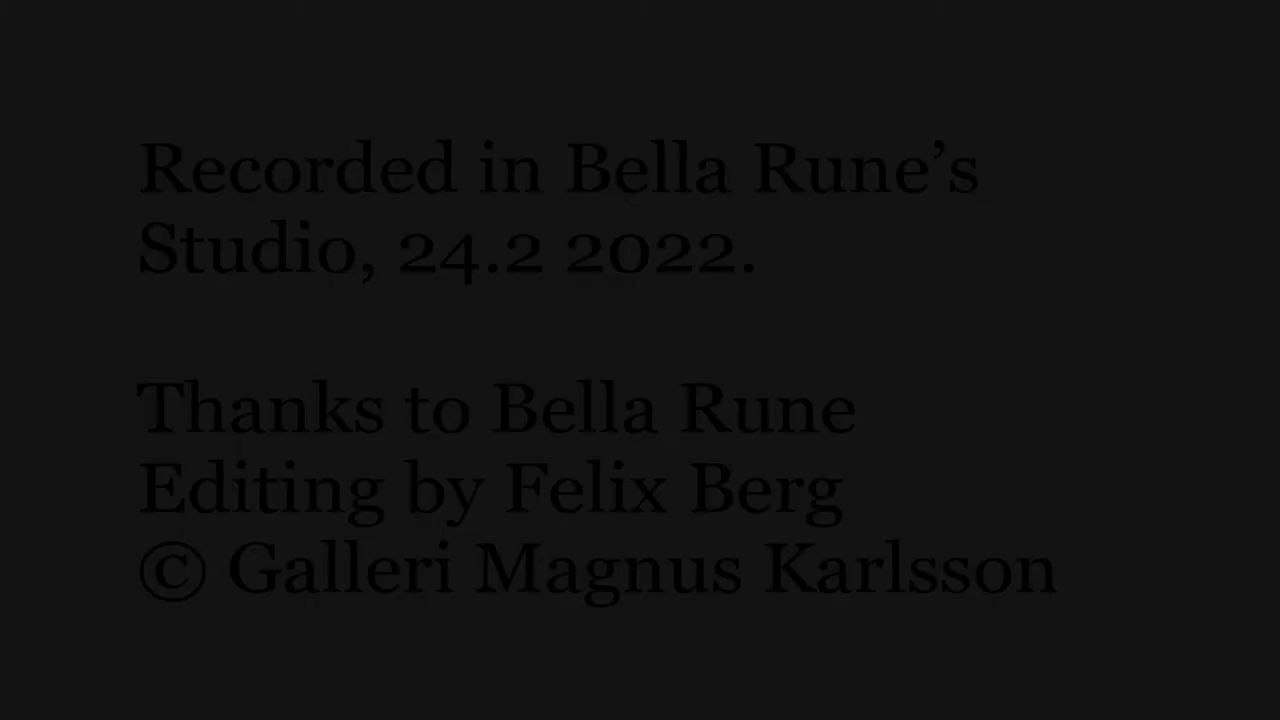 Recorded in Bella Rune’s
Studio, 24.2 2022.
Thanks to Bella Rune
Editing by Felix Berg
© Galleri Magnus Karlsson